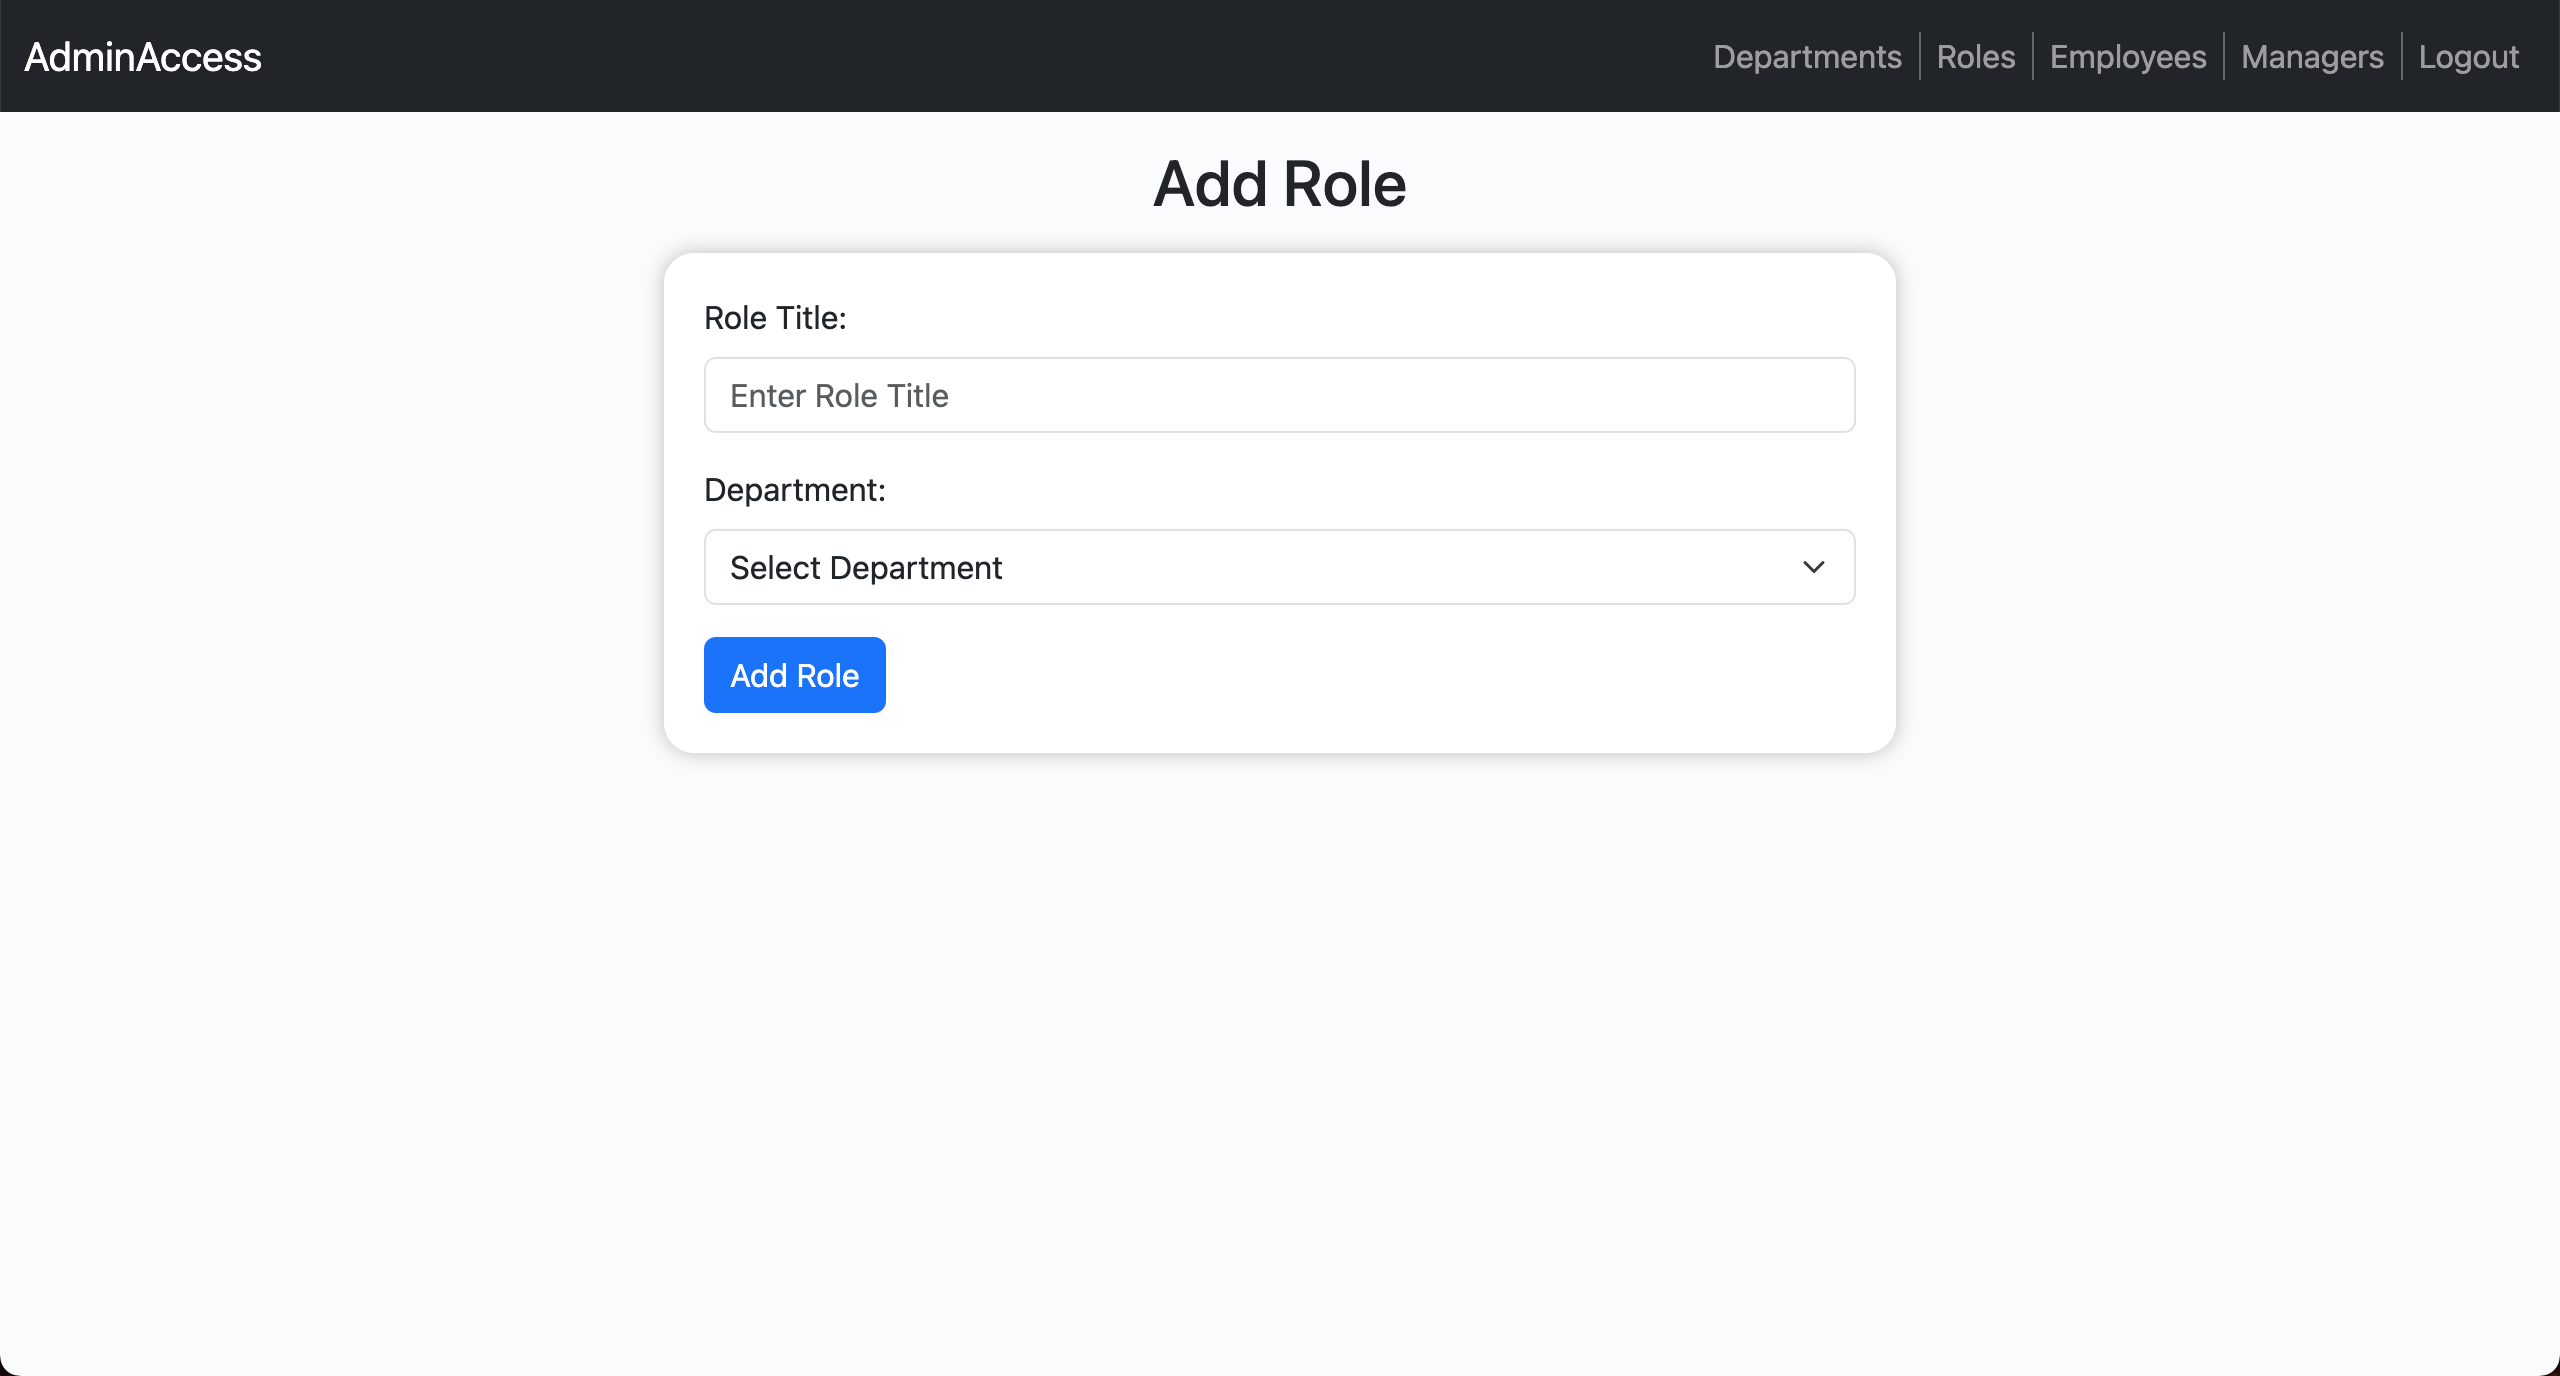 AdminAccess
Departments Roles Employees Managers Logout
Add Role
Role Title:
Enter Role Title
Department:
Select Department
Add Role